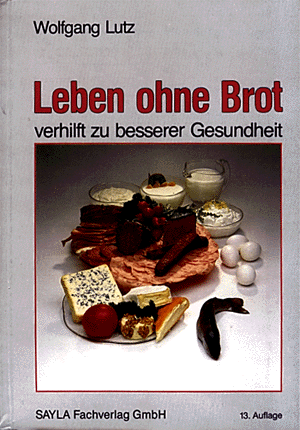 Wolfgang Lutz
Leben ohne Brot
verhilft zu besserer Gesundheit
SAYLA Fachverlag GmbH
13. Auflage